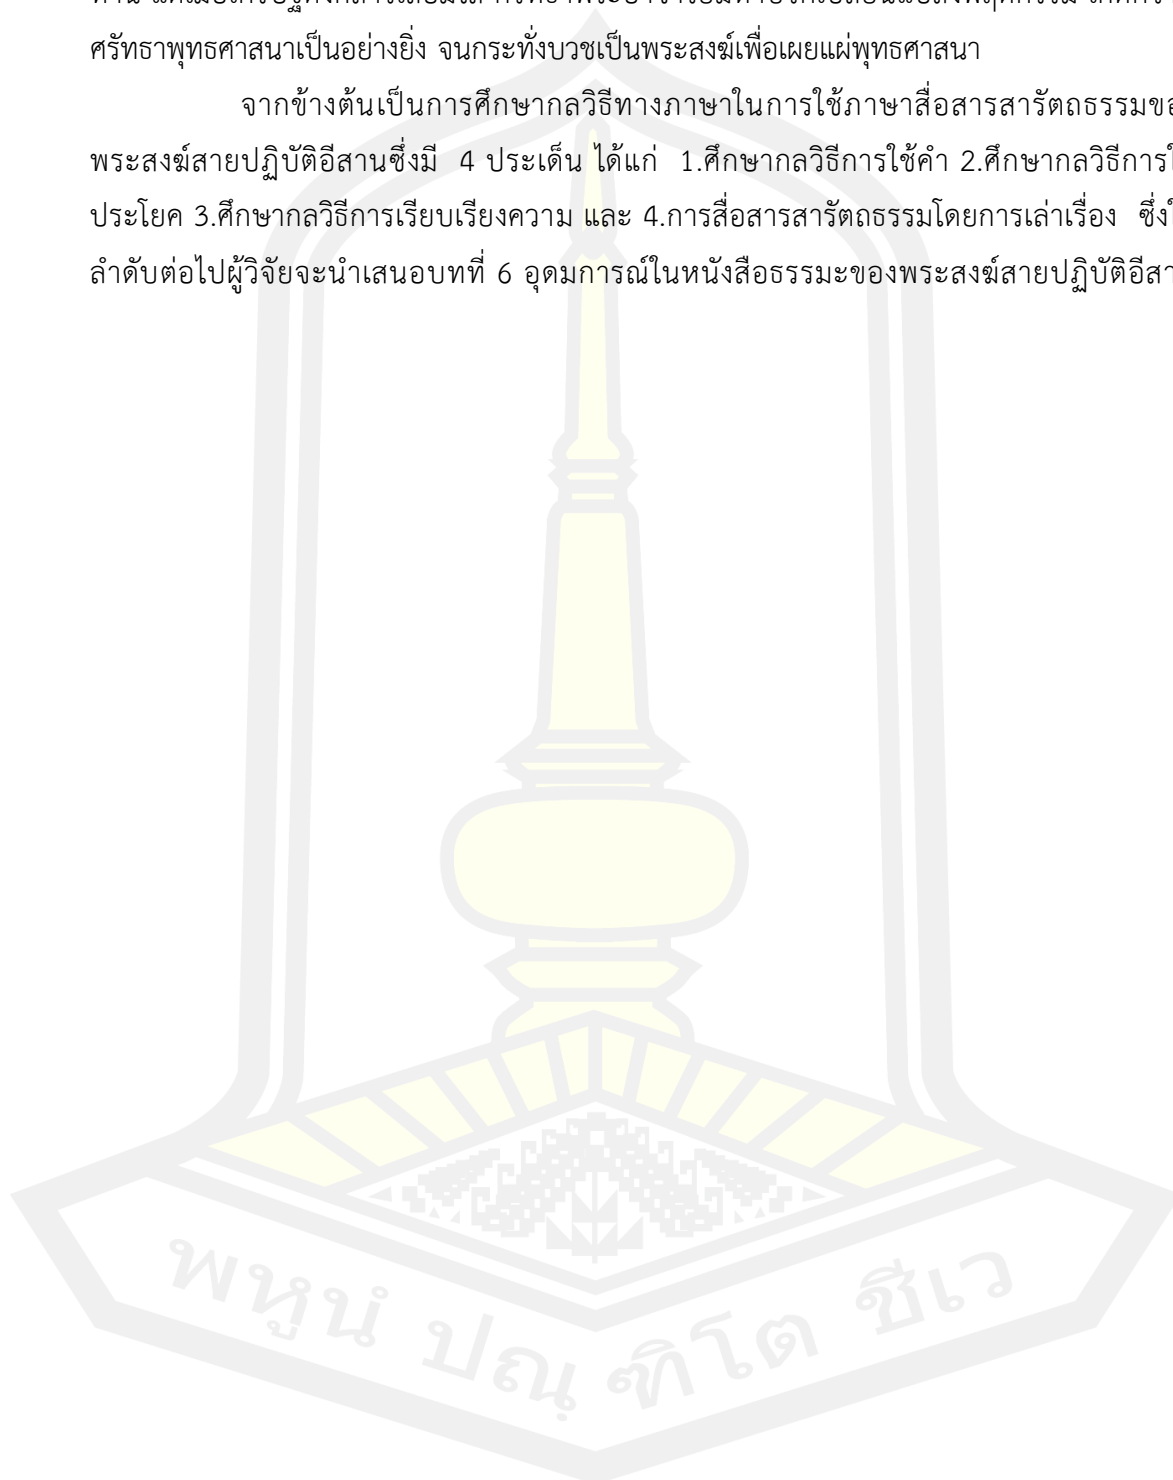 ศรัทธาพุทธศาสนาเป็นอย่างยิ่ง จนกระทั่งบวชเป็นพระสงฆ์เพื่อเผยแผ่พุทธศาสนา
จากข้างต้นเป็นการศึกษากลวิธีทางภาษาในการใช้ภาษาสื่อสารสารัตถธรรมข
พระสงฆ์สายปฏิบัติอีสานซึ่งมี 4 ประเด็น ได้แก่ 1.ศึกษากลวิธีการใช้คำ 2.ศึกษากลวิธีการ
ประโยค 3.ศึกษากลวิธีการเรียบเรียงความ และ 4.การสื่อสารสารัตถธรรมโดยการเล่าเรื่อง ซึ่ง
ลำดับต่อไปผู้วิจัยจะนำเสนอบทที่ 6 อุดมการณ์ในหนังสือธรรมะของพระสงฆ์สายปฏิบัติอีสา
พหูนํ ปณฺฑิโต ชีเว